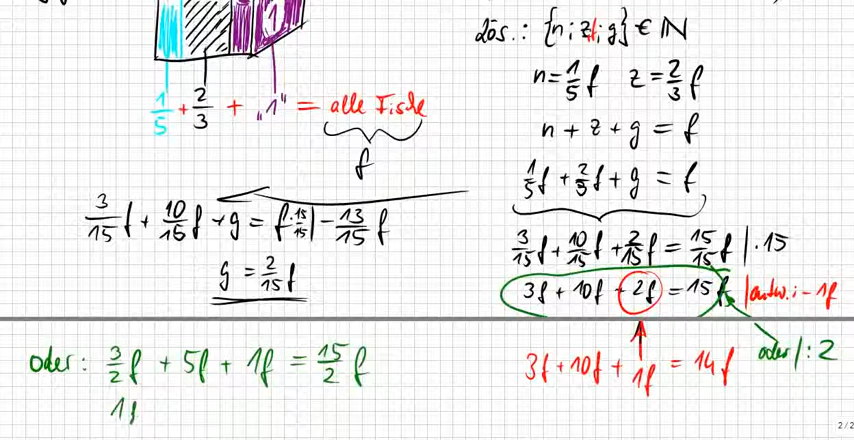 1
1/5 + 2/3 + „1" = alle Fische
f
3/15 f + 10/15 f + g = f · 15/15 | - 13/15 f
g = 2/15 f
Lös.: {n; z; g} € ℕ
n = 1/5 f z = 2/3 f
n + z + g = f
1/5 f + 2/3 f + g = f
3/15 f + 10/15 f + 2/15 f = 15/15 f | · 15
3f + 10f + 2f = 15f | entw. : - 1f
oder: 3/2 f + 5f + 1f = 15/2 f
1
3f + 10f + 1f = 14f
oder | : 2
2/2